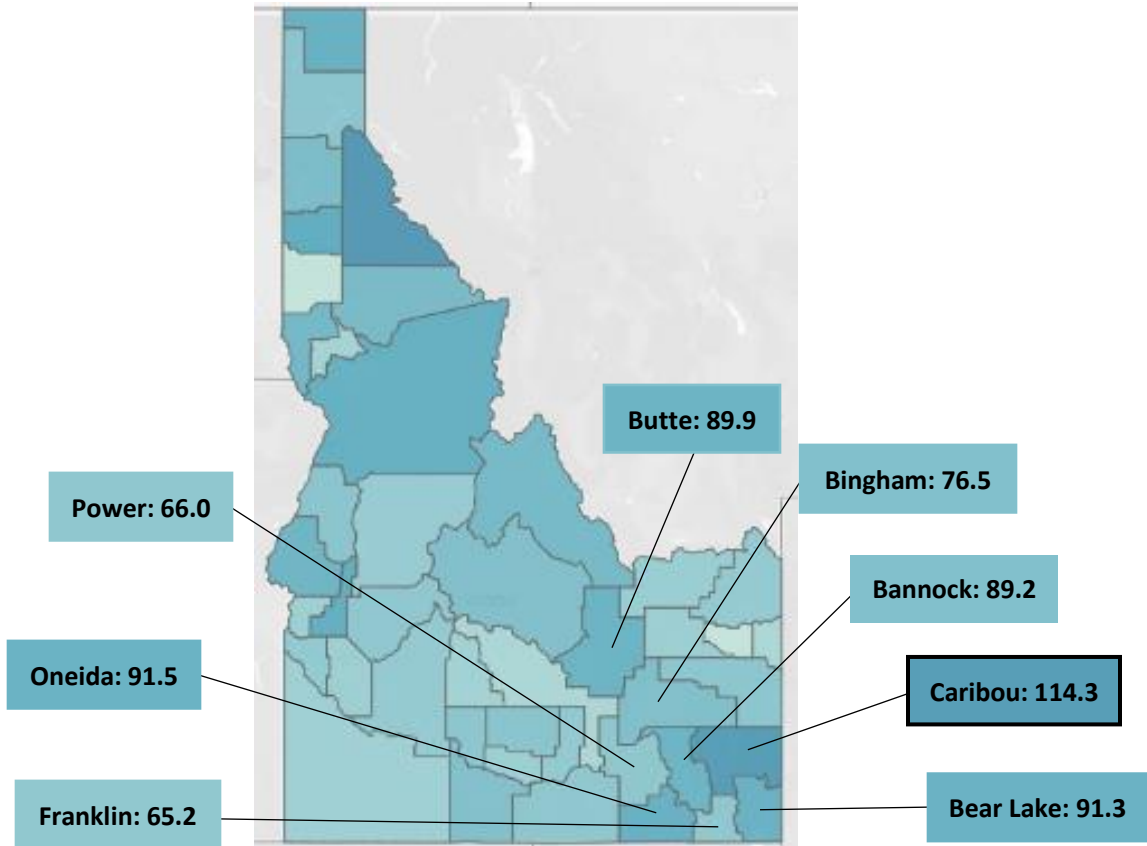 Butte: 89.9
Bingham: 76.5
Power: 66.0
Bannock: 89.2
Oneida: 91.5
Caribou: 114.3
Franklin: 65.2
Bear Lake: 91.3